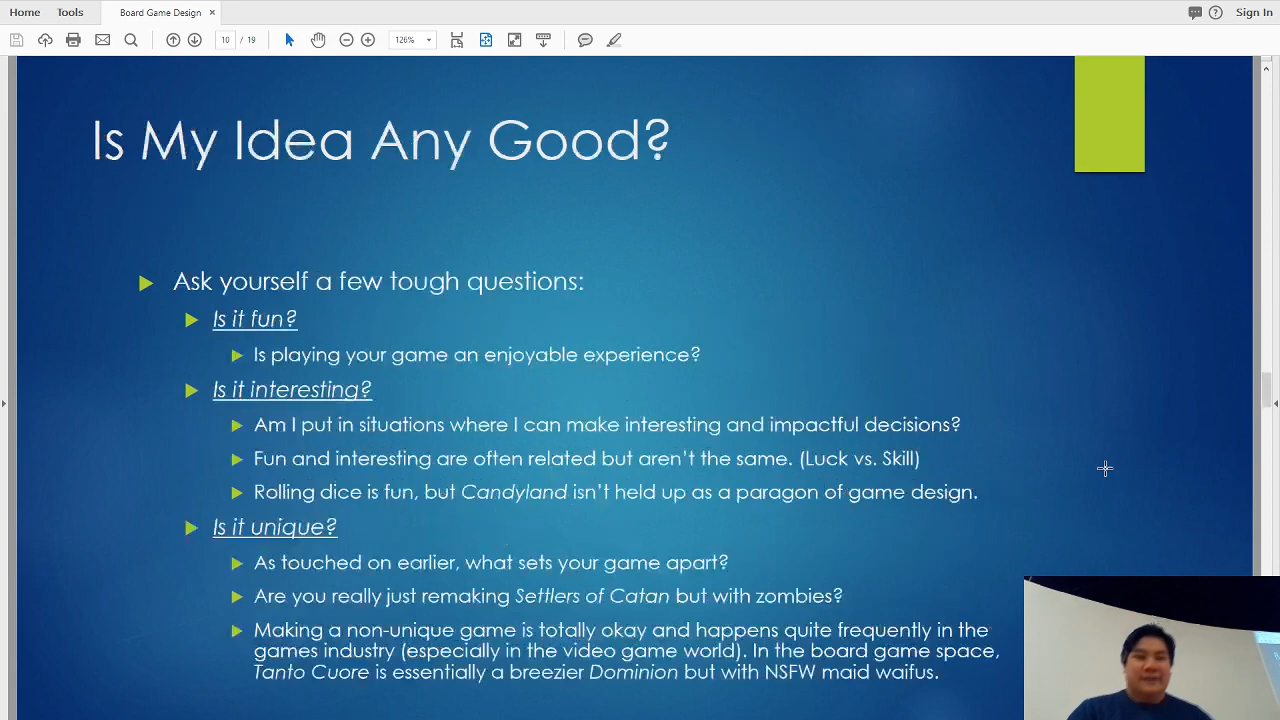 Home Tools Board Game Design × Sign In
10 / 19 126%
Is My Idea Any Good?
Ask yourself a few tough questions:
Is it fun?
Is playing your game an enjoyable experience?
Is it interesting?
Am I put in situations where I can make interesting and impactful decisions?
Fun and interesting are often related but aren't the same. (Luck vs. Skill)
Rolling dice is fun, but Candyland isn't held up as a paragon of game design.
Is it unique?
As touched on earlier, what sets your game apart?
Are you really just remaking Settlers of Catan but with zombies?
Making a non-unique game is totally okay and happens quite frequently in the
games industry (especially in the video game world). In the board game space,
Tanto Cuore is essentially a breezier Dominion but with NSFW maid waifus.